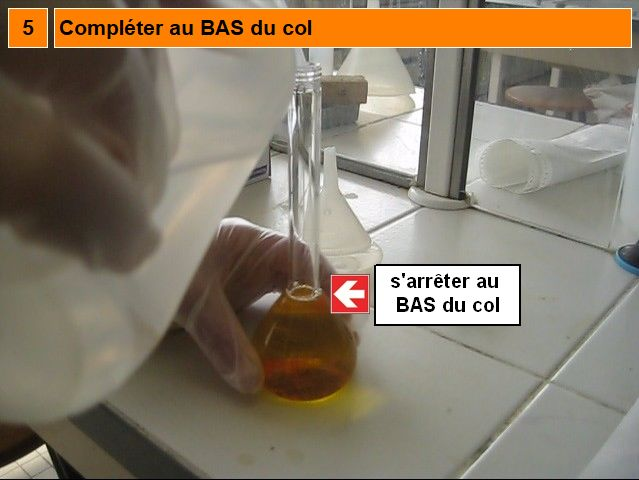 5 Compléter au BAS du col
s'arrêter au
BAS du col